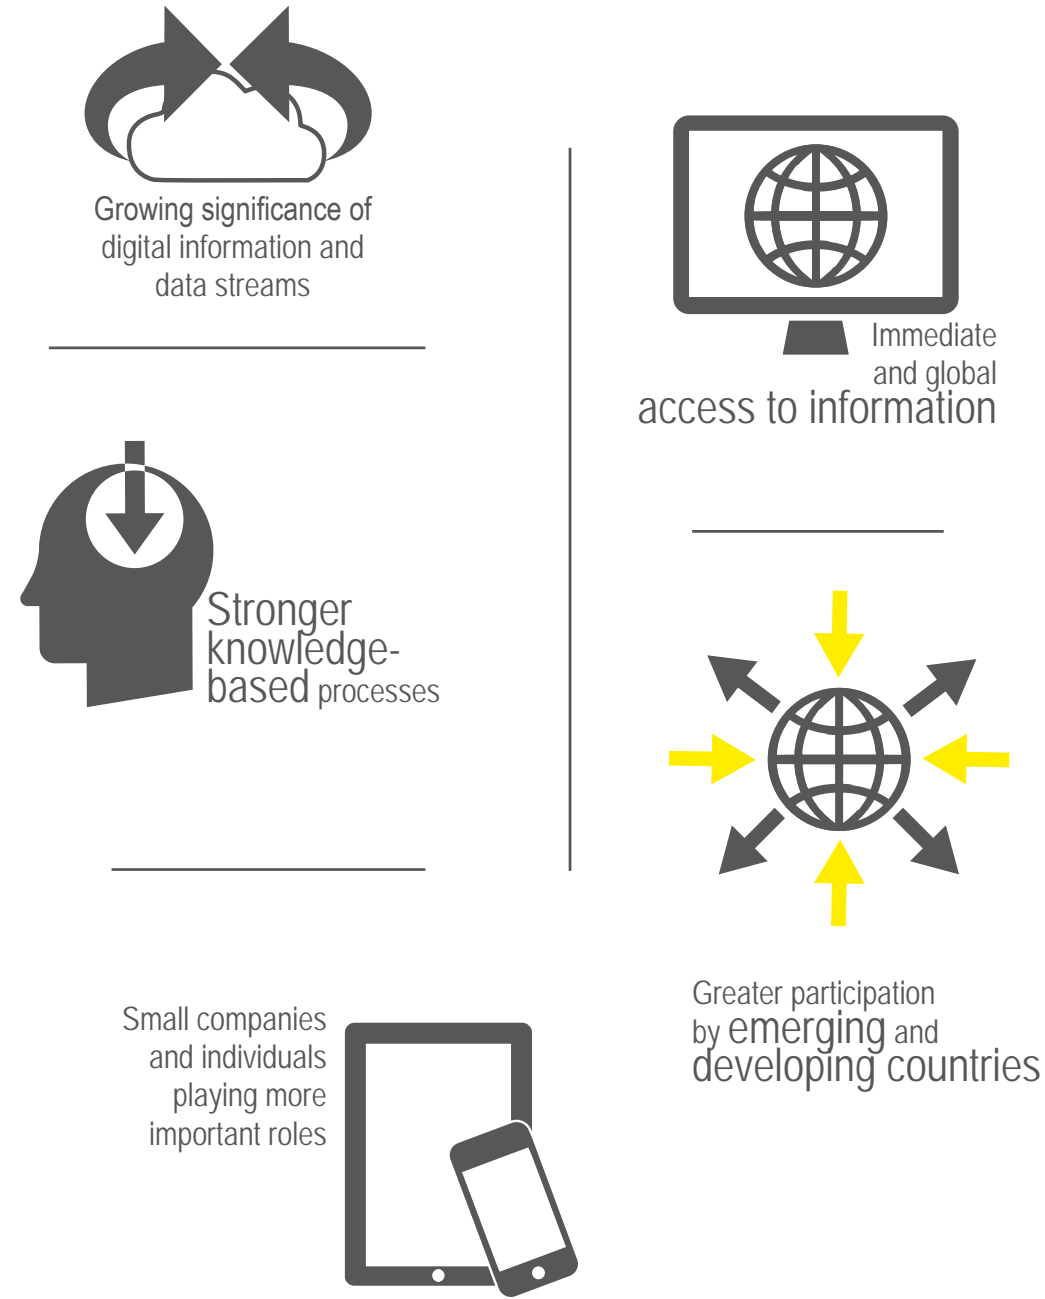 Growing significance of
digital information and
data streams
Stronger
knowledge-
based processes
Small companies
and individuals
playing more
important roles
Immediate
and global
access to information
Greater participation
by emerging and
developing countries